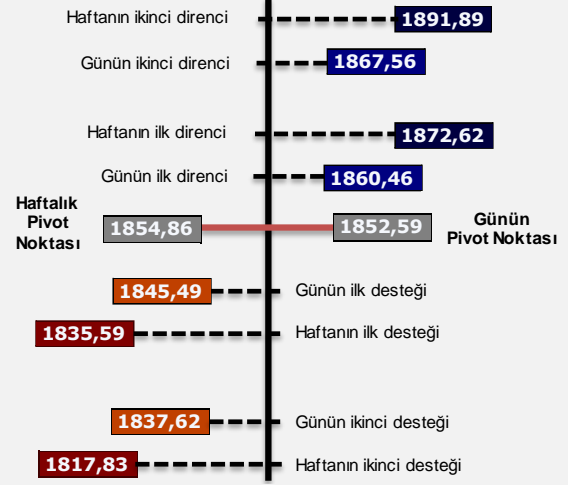 Haftanın ikinci direnci 1891,89
Günün ikinci direnci 1867,56
Haftanın ilk direnci 1872,62
Günün ilk direnci 1860,46
Haftalık
Pivot
Noktası
1854,86
1852,59
Günün
Pivot Noktası
1845,49 Günün ilk desteği
1835,59 Haftanın ilk desteği
1837,62 Günün ikinci desteği
1817,83 Haftanın ikinci desteği